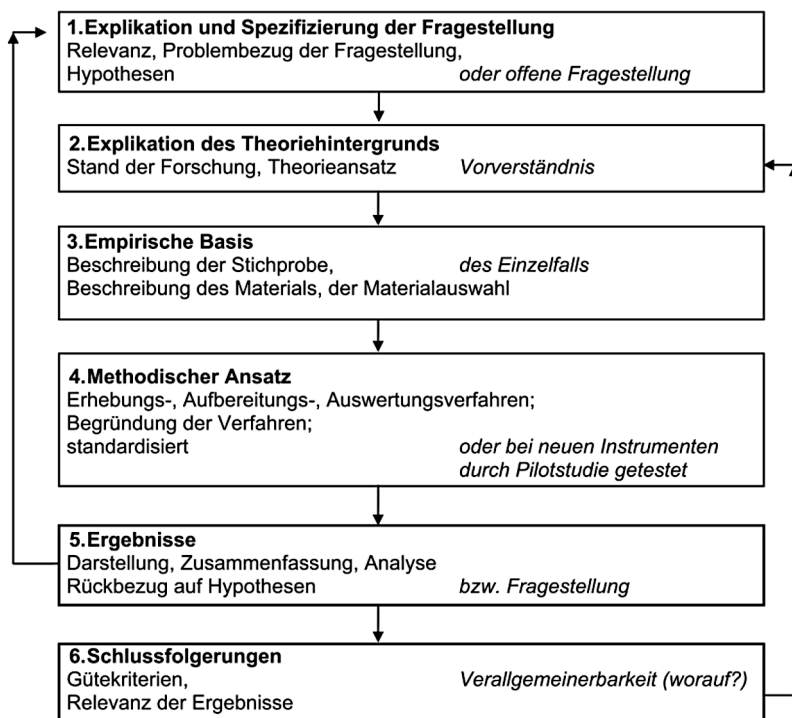 1.Explikation und Spezifizierung der Fragestellung
Relevanz, Problembezug der Fragestellung,
Hypothesen oder offene Fragestellung
2.Explikation des Theoriehintergrunds
Stand der Forschung, Theorieansatz Vorverständnis
3.Empirische Basis
Beschreibung der Stichprobe, des Einzelfalls
Beschreibung des Materials, der Materialauswahl
4.Methodischer Ansatz
Erhebungs-, Aufbereitungs-, Auswertungsverfahren;
Begründung der Verfahren;
standardisiert oder bei neuen Instrumenten
durch Pilotstudie getestet
5.Ergebnisse
Darstellung, Zusammenfassung, Analyse
Rückbezug auf Hypothesen bzw. Fragestellung
6.Schlussfolgerungen
Gütekriterien, Verallgemeinerbarkeit (worauf?)
Relevanz der Ergebnisse